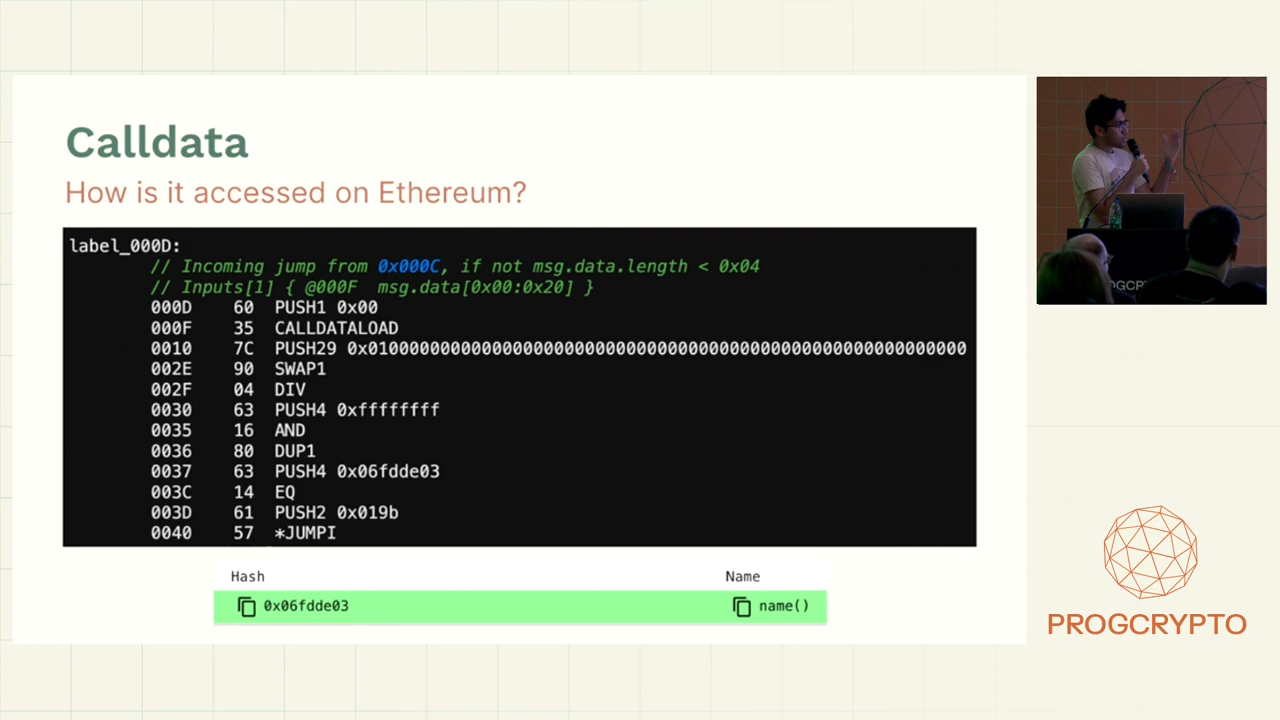 Calldata
How is it accessed on Ethereum?
label_000D:
// Incoming jump from 0x000C, if not msg.data.length < 0x04
// Inputs[1] { @000F msg.data[0x00:0x20] }
000D 60 PUSH1 0x00
000F 35 CALLDATALOAD
0010 7C PUSH29 0x0100000000000000000000000000000000000000000000000000000000
002E 90 SWAP1
002F 04 DIV
0030 63 PUSH4 0xffffffff
0035 16 AND
0036 80 DUP1
0037 63 PUSH4 0x06fdde03
003C 14 EQ
003D 61 PUSH2 0x019b
0040 57 *JUMPI
Hash Name
0x06fdde03 name()
OGCR
PROGCRYPTO